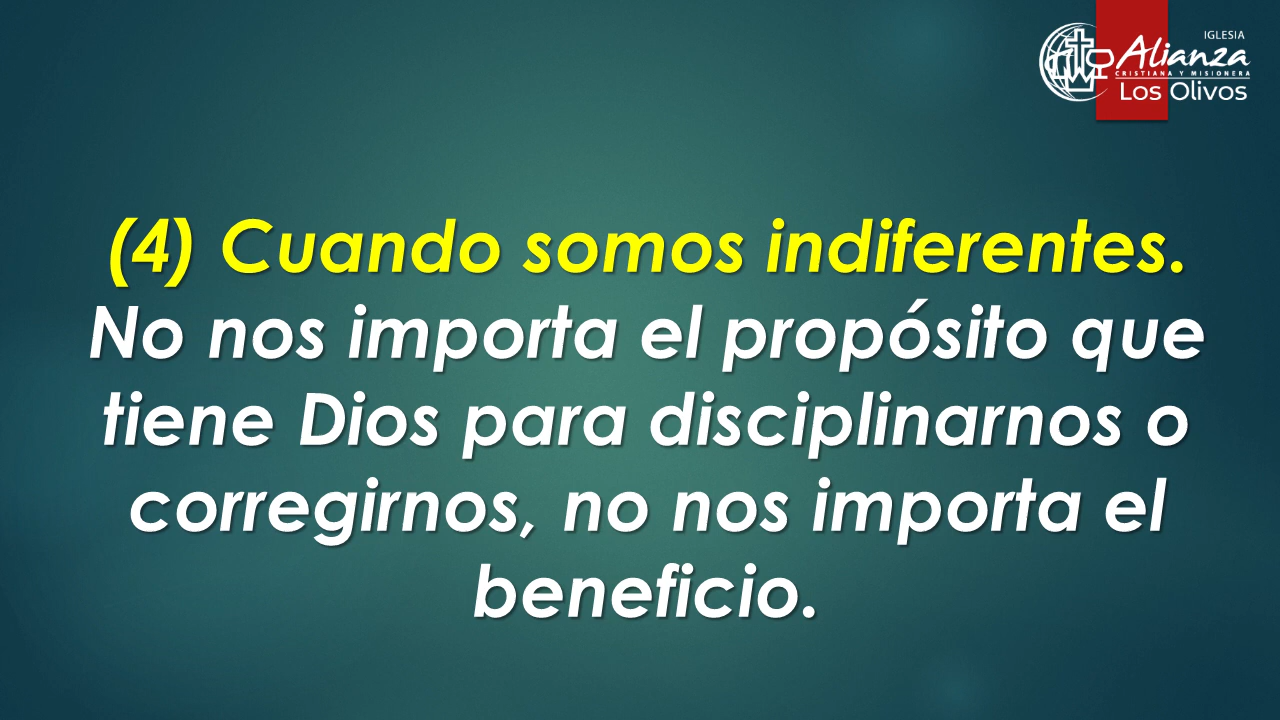 IGLESIA
Alianza
CRISTIANA Y MISIONERA
Los Olivos
(4) Cuando somos indiferentes.
No nos importa el propósito que
tiene Dios para disciplinarnos o
corregirnos, no nos importa el
beneficio.